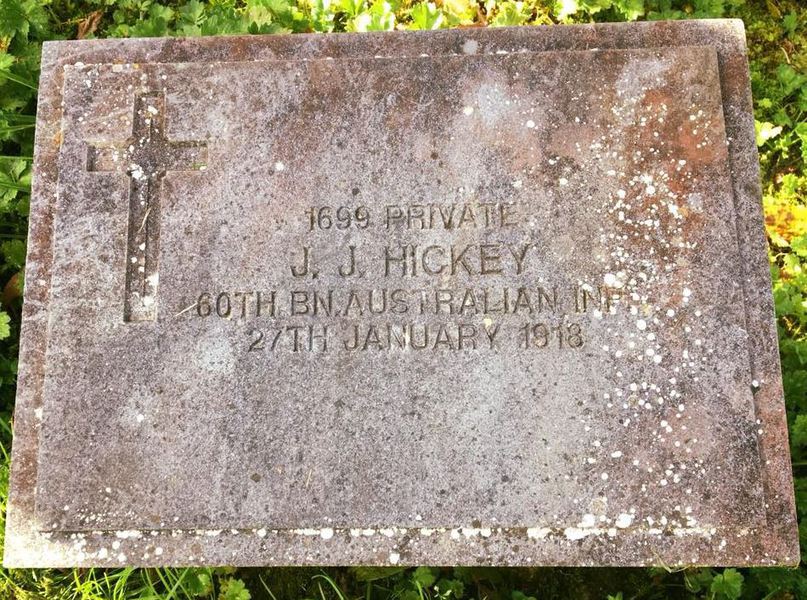 1699 PRIVATE
J. J. HICKEY
60TH. BN. AUSTRALIAN INF.
27TH JANUARY 1918